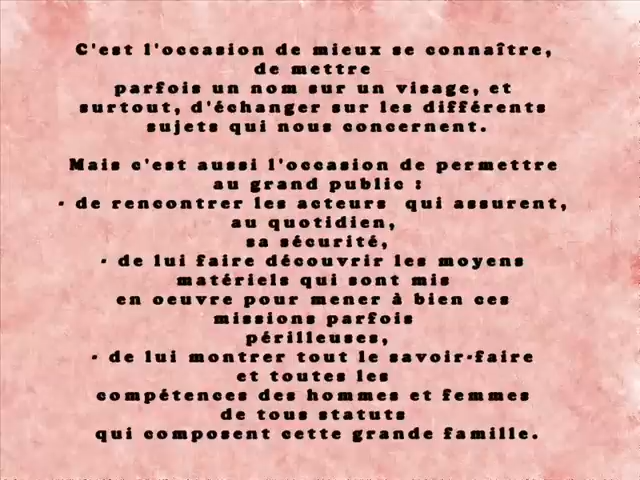 C'est l'occasion de mieux se connaître,
de mettre
parfois un nom sur un visage, et
surtout, d'échanger sur les différents
sujets qui nous concernent.
Mais c'est aussi l'occasion de permettre
au grand public :
- de rencontrer les acteurs qui assurent,
au quotidien,
sa sécurité,
- de lui faire découvrir les moyens
matériels qui sont mis
en oeuvre pour mener à bien ces
missions parfois
périlleuses,
- de lui montrer tout le savoir-faire
et toutes les
compétences des hommes et femmes
de tous statuts
qui composent cette grande famille.